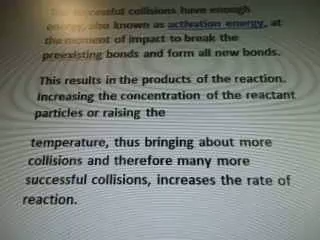 successful collisions have enough
energy, also known as activation energy, at
the moment of impact to break the
preexisting bonds and form all new bonds.
This results in the products of the reaction.
Increasing the concentration of the reactant
particles or raising the
temperature, thus bringing about more
collisions and therefore many more
successful collisions, increases the rate of
reaction.